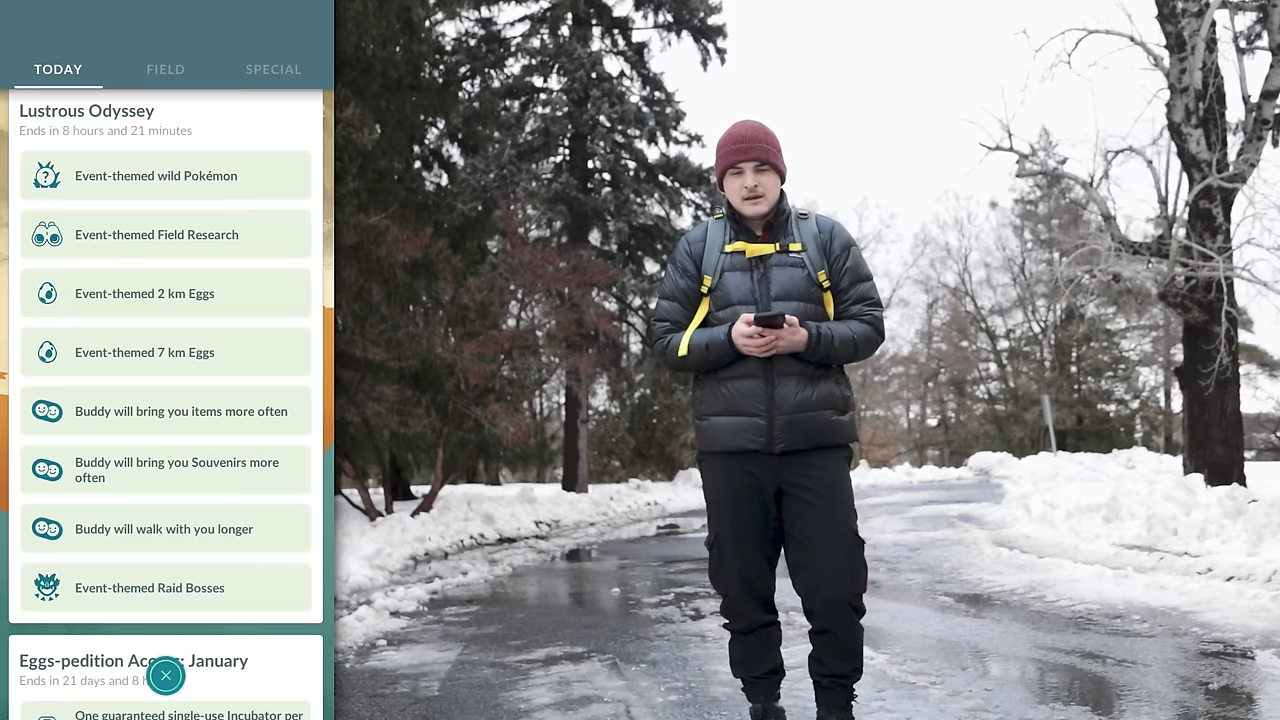 TODAY
FIELD
SPECIAL
Lustrous Odyssey
Ends in 8 hours and 21 minutes
Event-themed wild Pokémon
Event-themed Field Research
Event-themed 2 km Eggs
Event-themed 7 km Eggs
Buddy will bring you items more often
Buddy will bring you Souvenirs more
often
Buddy will walk with you longer
Event-themed Raid Bosses
Eggs-pedition January
Ends in 21 days and 8
One guaranteed single-use Incubator per